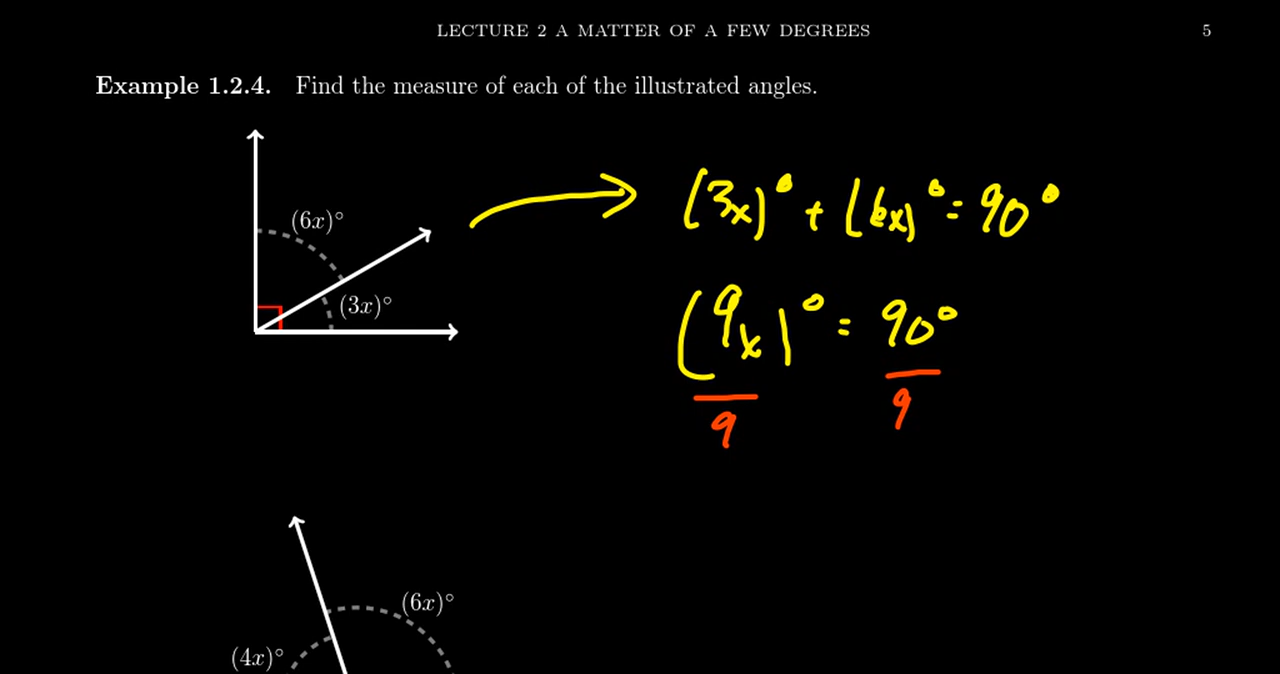 LECTURE 2 A MATTER OF A FEW DEGREES 5
Example 1.2.4. Find the measure of each of the illustrated angles.
(6x)°
(3x)°
(3x)° + (6x)° = 90°
(9x)° = 90°
9 9
(6x)°
(4x)°